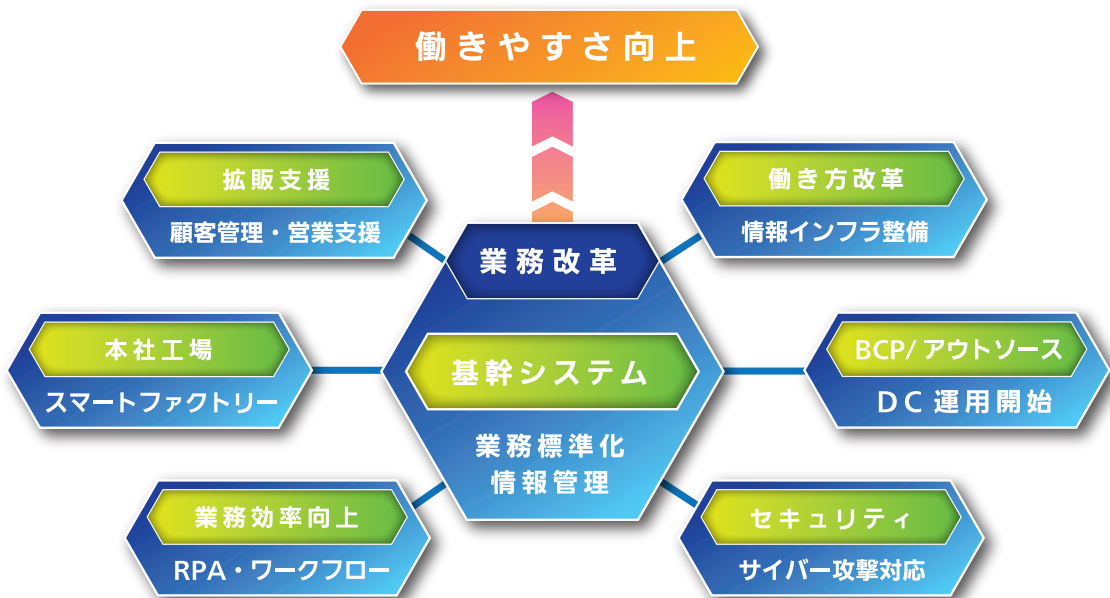 働きやすさ向上
拡販支援
顧客管理・営業支援
働き方改革
情報インフラ整備
業務改革
本社工場
スマートファクトリー
基幹システム
業務標準化
情報管理
BCP/アウトソース
DC運用開始
業務効率向上
RPA・ワークフロー
セキュリティ
サイバー攻撃対応